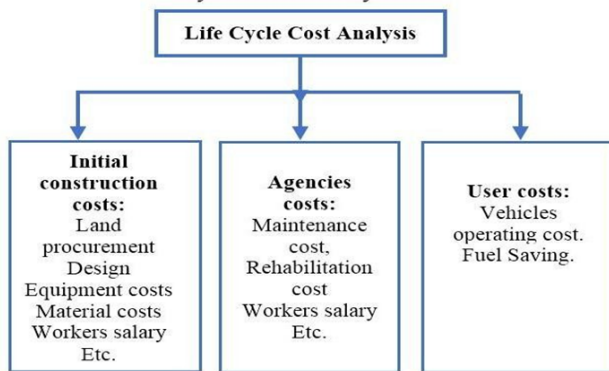 Life Cycle Cost Analysis
Initial
construction
costs:
Land
procurement
Design
Equipment costs
Material costs
Workers salary
Etc.
Agencies
costs:
Maintenance
cost,
Rehabilitation
cost
Workers salary
Etc.
User costs:
Vehicles
operating cost.
Fuel Saving.